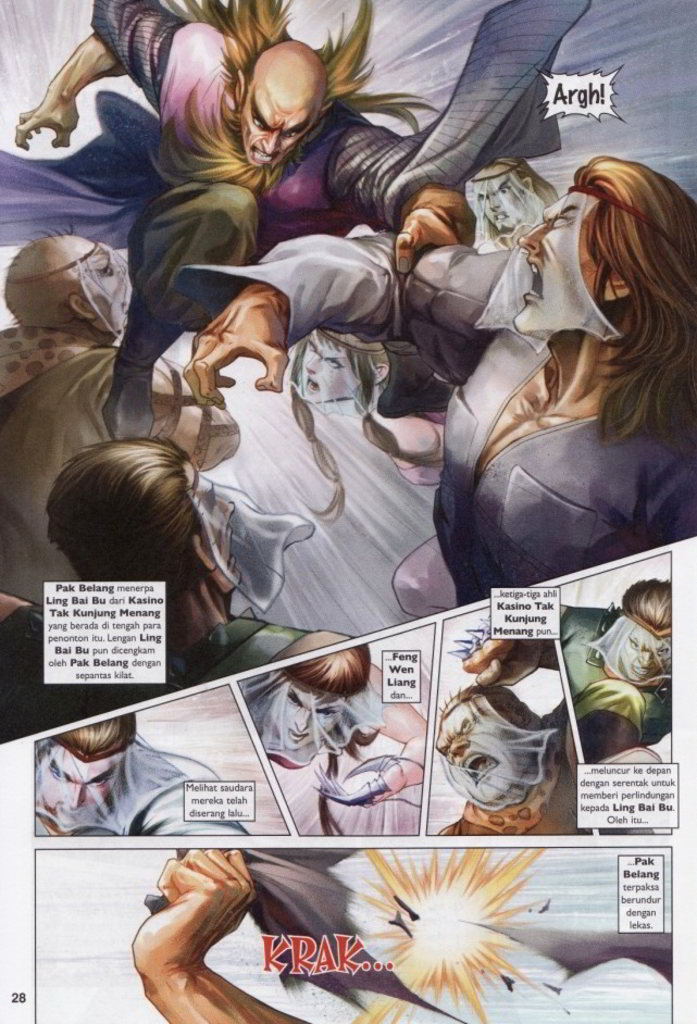 Argh!
Pak Belang menerpa
Ling Bai Bu dari Kasino
Tak Kunjung Menang
yang berada di tengah para
penonton itu. Lengan Ling
Bai Bu pun dicengkam
oleh Pak Belang dengan
sepantas kilat.
Melihat saudara
mereka telah
diserang lalu...
...Feng
Wen
Liang
dan...
...ketiga-tiga ahli
Kasino Tak
Kunjung
Menang pun...
...meluncur ke depan
dengan serentak untuk
memberi perlindungan
kepada Ling Bai Bu.
Oleh itu...
...Pak
Belang
terpaksa
berundur
dengan
lekas.
KRAK...
28